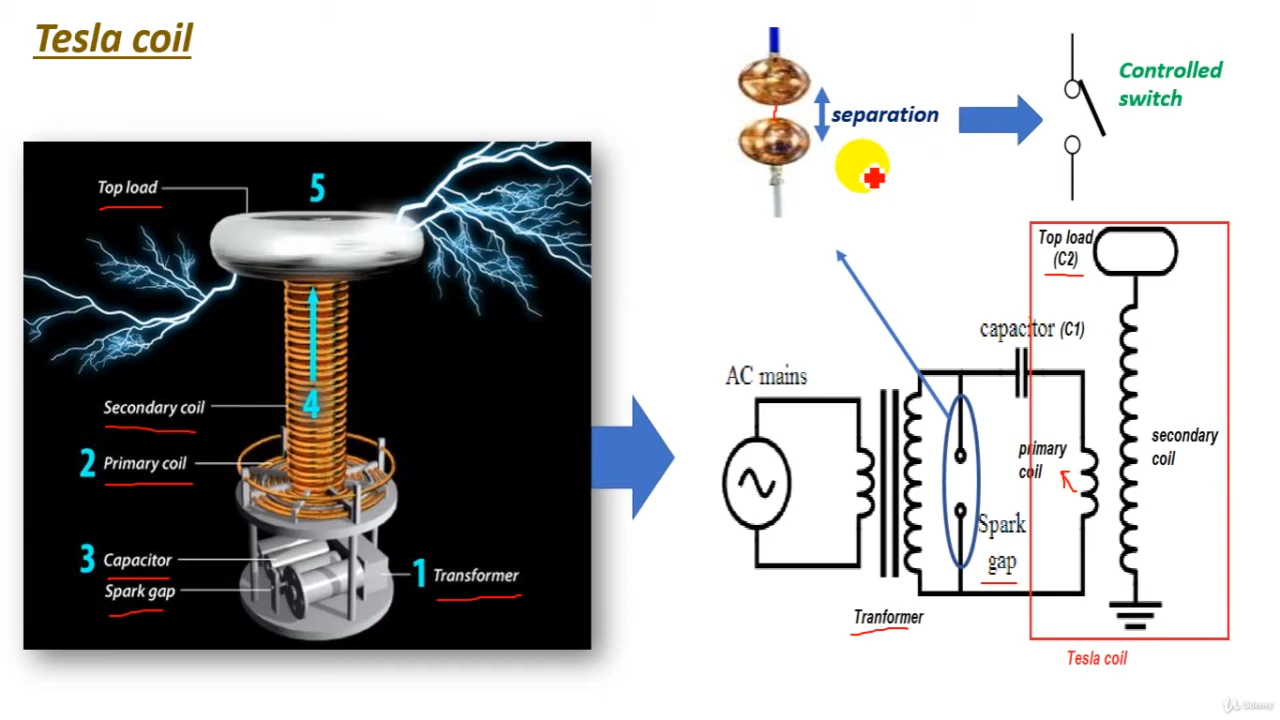 Tesla coil
Top load
5
4
Secondary coil
2 Primary coil
3 Capacitor
Spark gap
1 Transformer
separation
Controlled
switch
Top load
(C2)
capacitor (C1)
AC mains
primary
coil
secondary
coil
Spark
gap
Tranformer
Tesla coil
Udemy